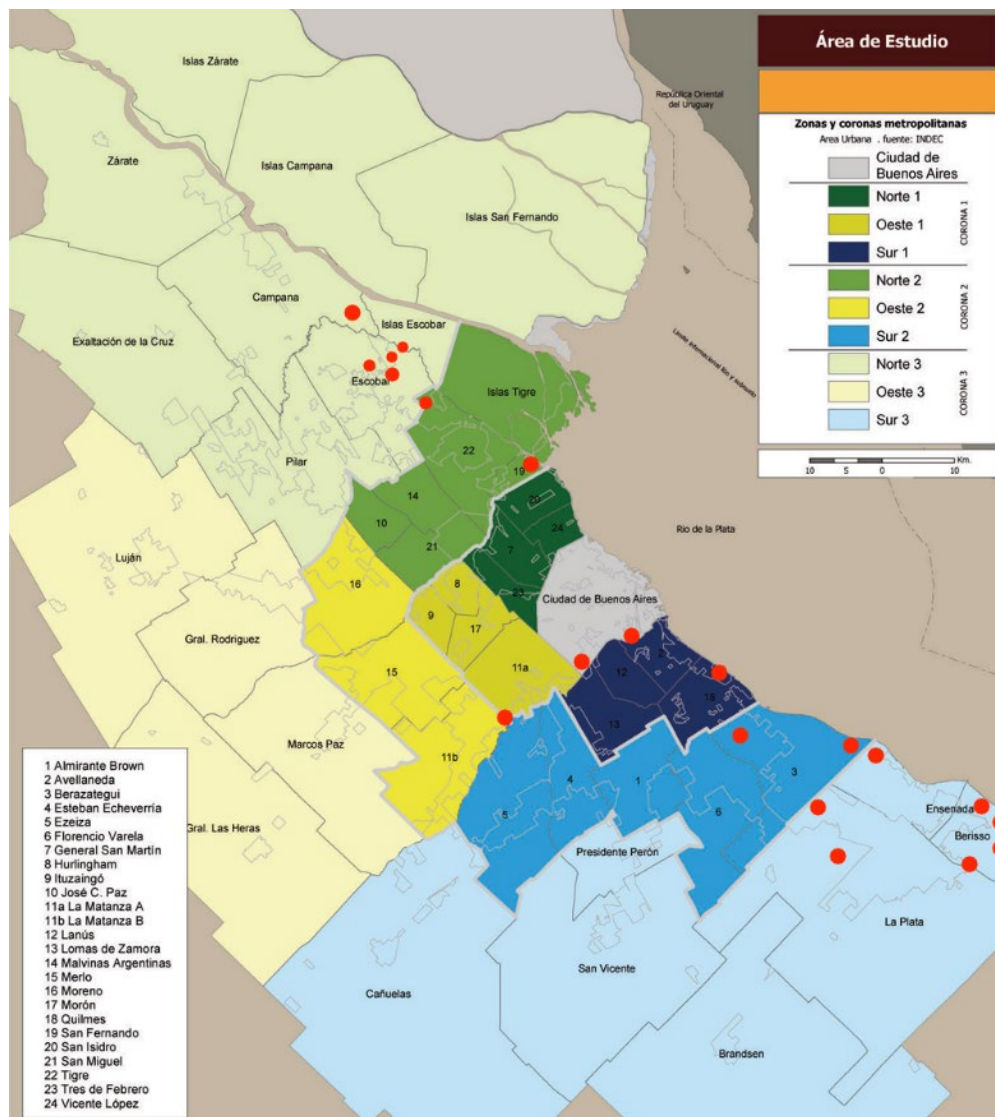 Área de Estudio
Zonas y coronas metropolitanas
Area Urbana . fuente: INDEC
Ciudad de
Buenos Aires
Norte 1
Oeste 1
Sur 1
CORONA 1
Norte 2
Oeste 2
Sur 2
CORONA 2
Norte 3
Oeste 3
Sur 3
CORONA 3
Km.
10 5 0 10
Islas Zárate
República Oriental
del Uruguay
Zárate
Islas Campana
Islas San Fernando
Campana
Islas Escobar
Exaltación de la Cruz
Escobar
Islas Tigre
Límite internacional lecho y subsuelo
22
Pilar
19
14
20
10
24
Rio de la Plata
21
7
Luján
16
8
23
Ciudad de Buenos Aires
9
17
Gral. Rodriguez
2
11a
12
15
18
13
Marcos Paz
11b
4
1
3
5
6
Gral. Las Heras
Ensenada
Berisso
Presidente Perón
La Plata
San Vicente
Cañuelas
Brandsen
1 Almirante Brown
2 Avellaneda
3 Berazategui
4 Esteban Echeverría
5 Ezeiza
6 Florencio Varela
7 General San Martín
8 Hurlingham
9 Ituzaingó
10 José C. Paz
11a La Matanza A
11b La Matanza B
12 Lanús
13 Lomas de Zamora
14 Malvinas Argentinas
15 Merlo
16 Moreno
17 Morón
18 Quilmes
19 San Fernando
20 San Isidro
21 San Miguel
22 Tigre
23 Tres de Febrero
24 Vicente López